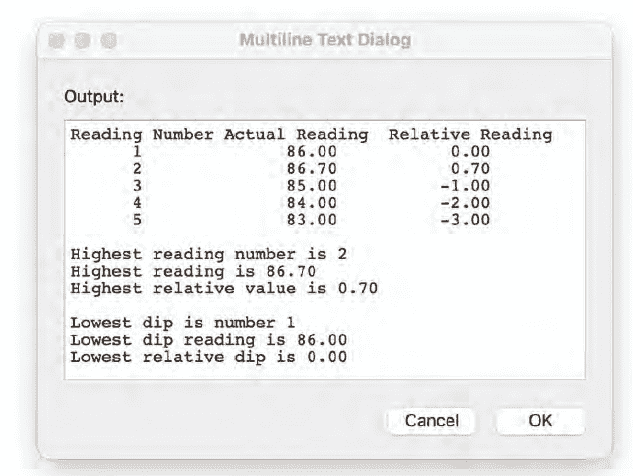 Multiline Text Dialog
Output:
Reading Number Actual Reading Relative Reading
1 86.00 0.00
2 86.70 0.70
3 85.00 -1.00
4 84.00 -2.00
5 83.00 -3.00
Highest reading number is 2
Highest reading is 86.70
Highest relative value is 0.70
Lowest dip is number 1
Lowest dip reading is 86.00
Lowest relative dip is 0.00
Cancel OK